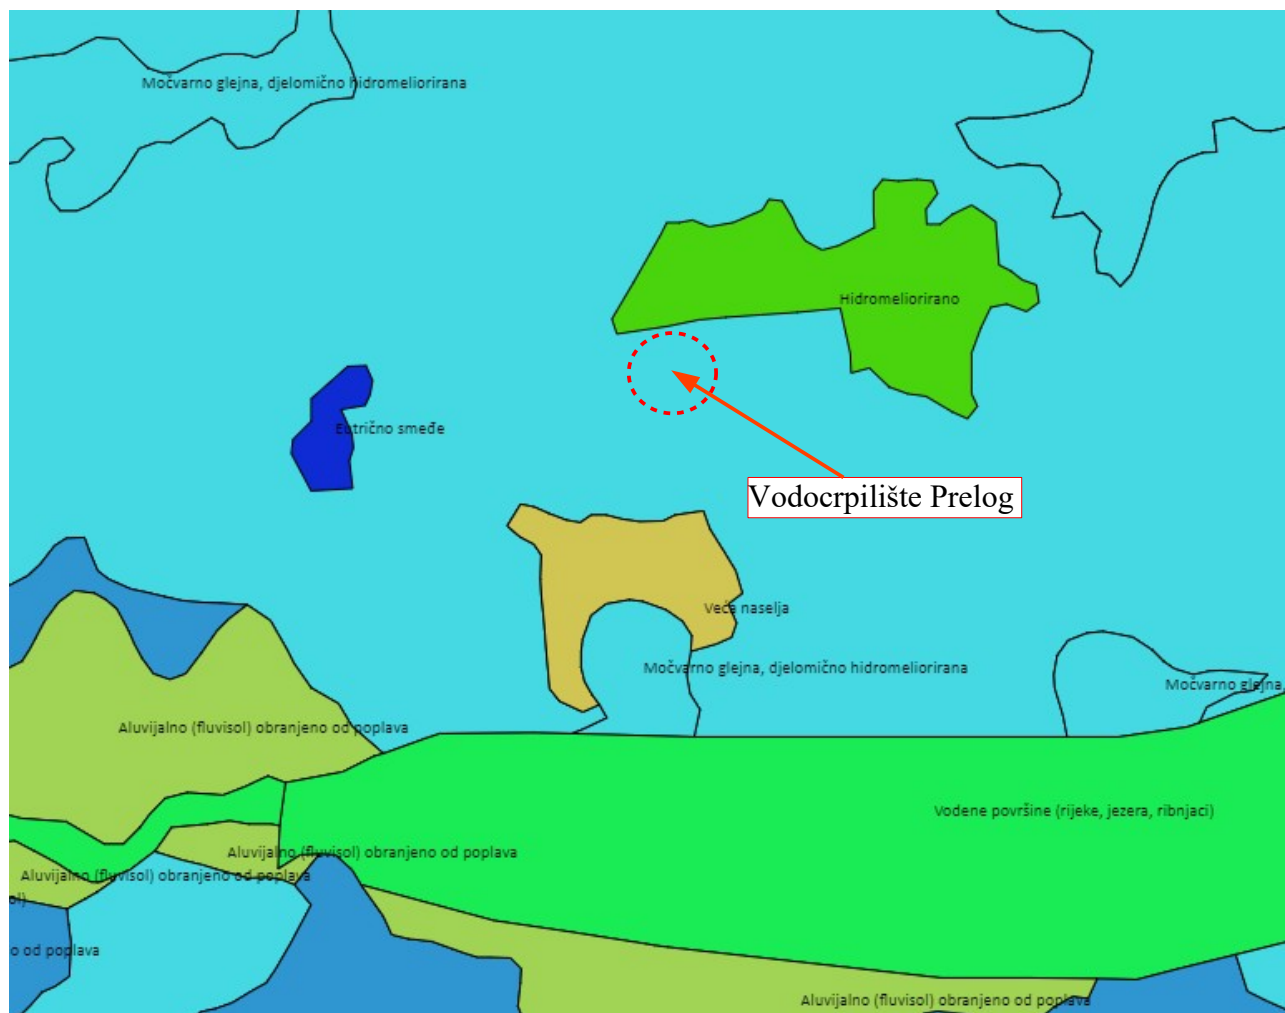 Močvarno glejna, djelomično hidromeliorirana
Hidromeliorirano
Eutrično smeđe
Vodocrpilište Prelog
Veća naselja
Močvarno glejna, djelomično hidromeliorirana
Močvarno glejna,
Aluvijalno (fluvisol) obranjeno od poplava
Vodene površine (rijeke, jezera, ribnjaci)
Aluvijalno (fluvisol) obranjeno od poplava
Aluvijalno (fluvisol) obranjeno od poplava
ol)
o od poplava
Aluvijalno (fluvisol) obranjeno od poplava